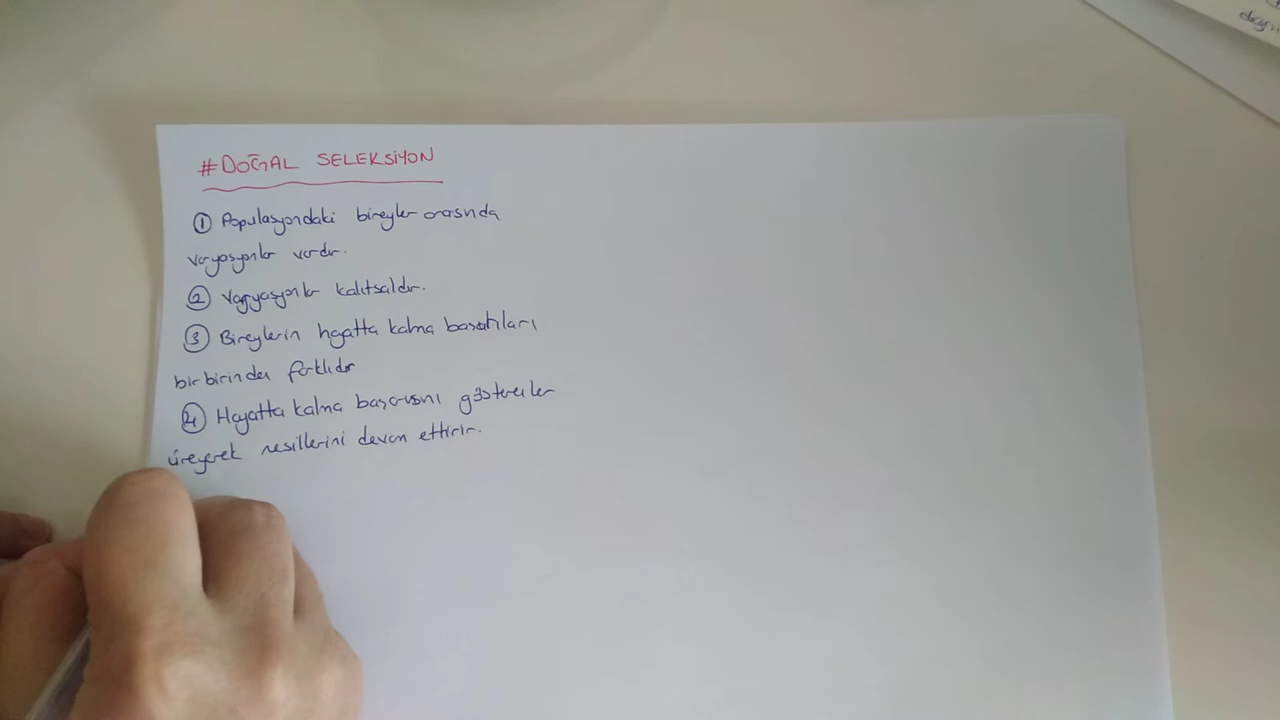 #DOĞAL SELEKSİYON
① Populasyondaki bireyler arasında
varyasyonlar vardır.
② Varyasyonlar kalıtsaldır.
③ Bireylerin hayatta kalma başarıları
birbirinden farklıdır
④ Hayatta kalma başarısını gösterenler
üreyerek nesillerini devam ettirir.